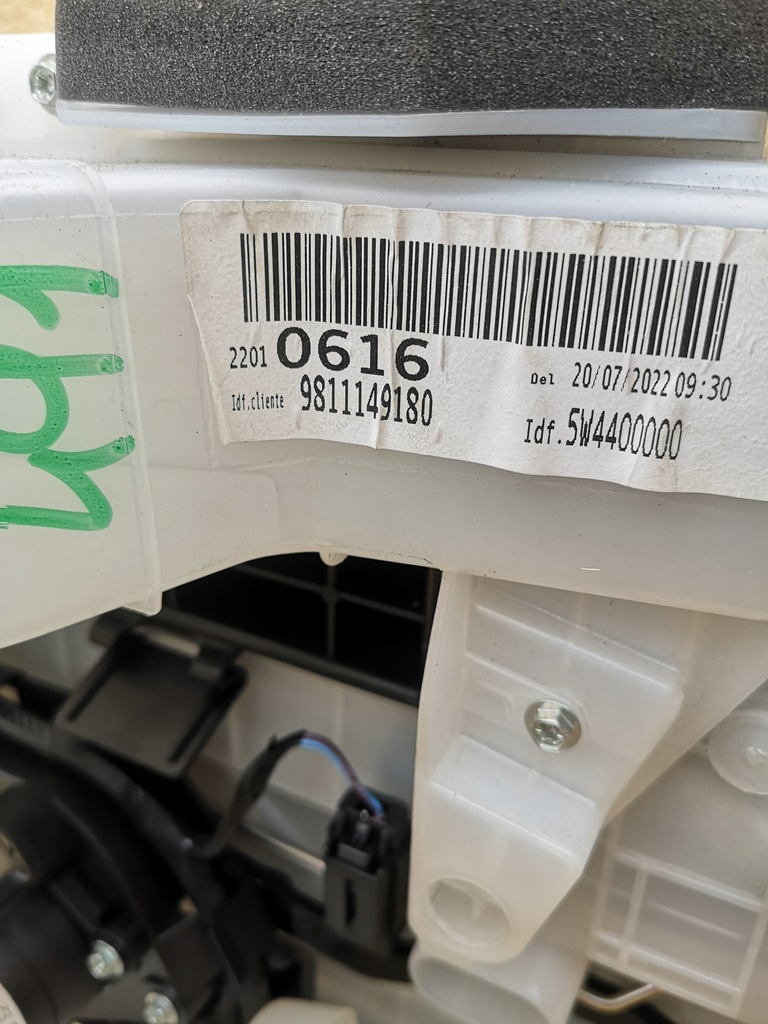 2201 0616
Del 20/07/2022 09:30
Idf.cliente 9811149180
Idf.5W4400000